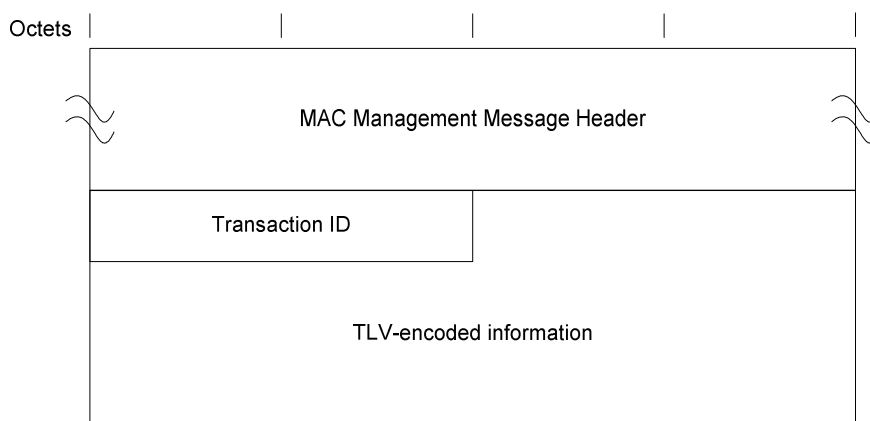 Octets
MAC Management Message Header
Transaction ID
TLV-encoded information